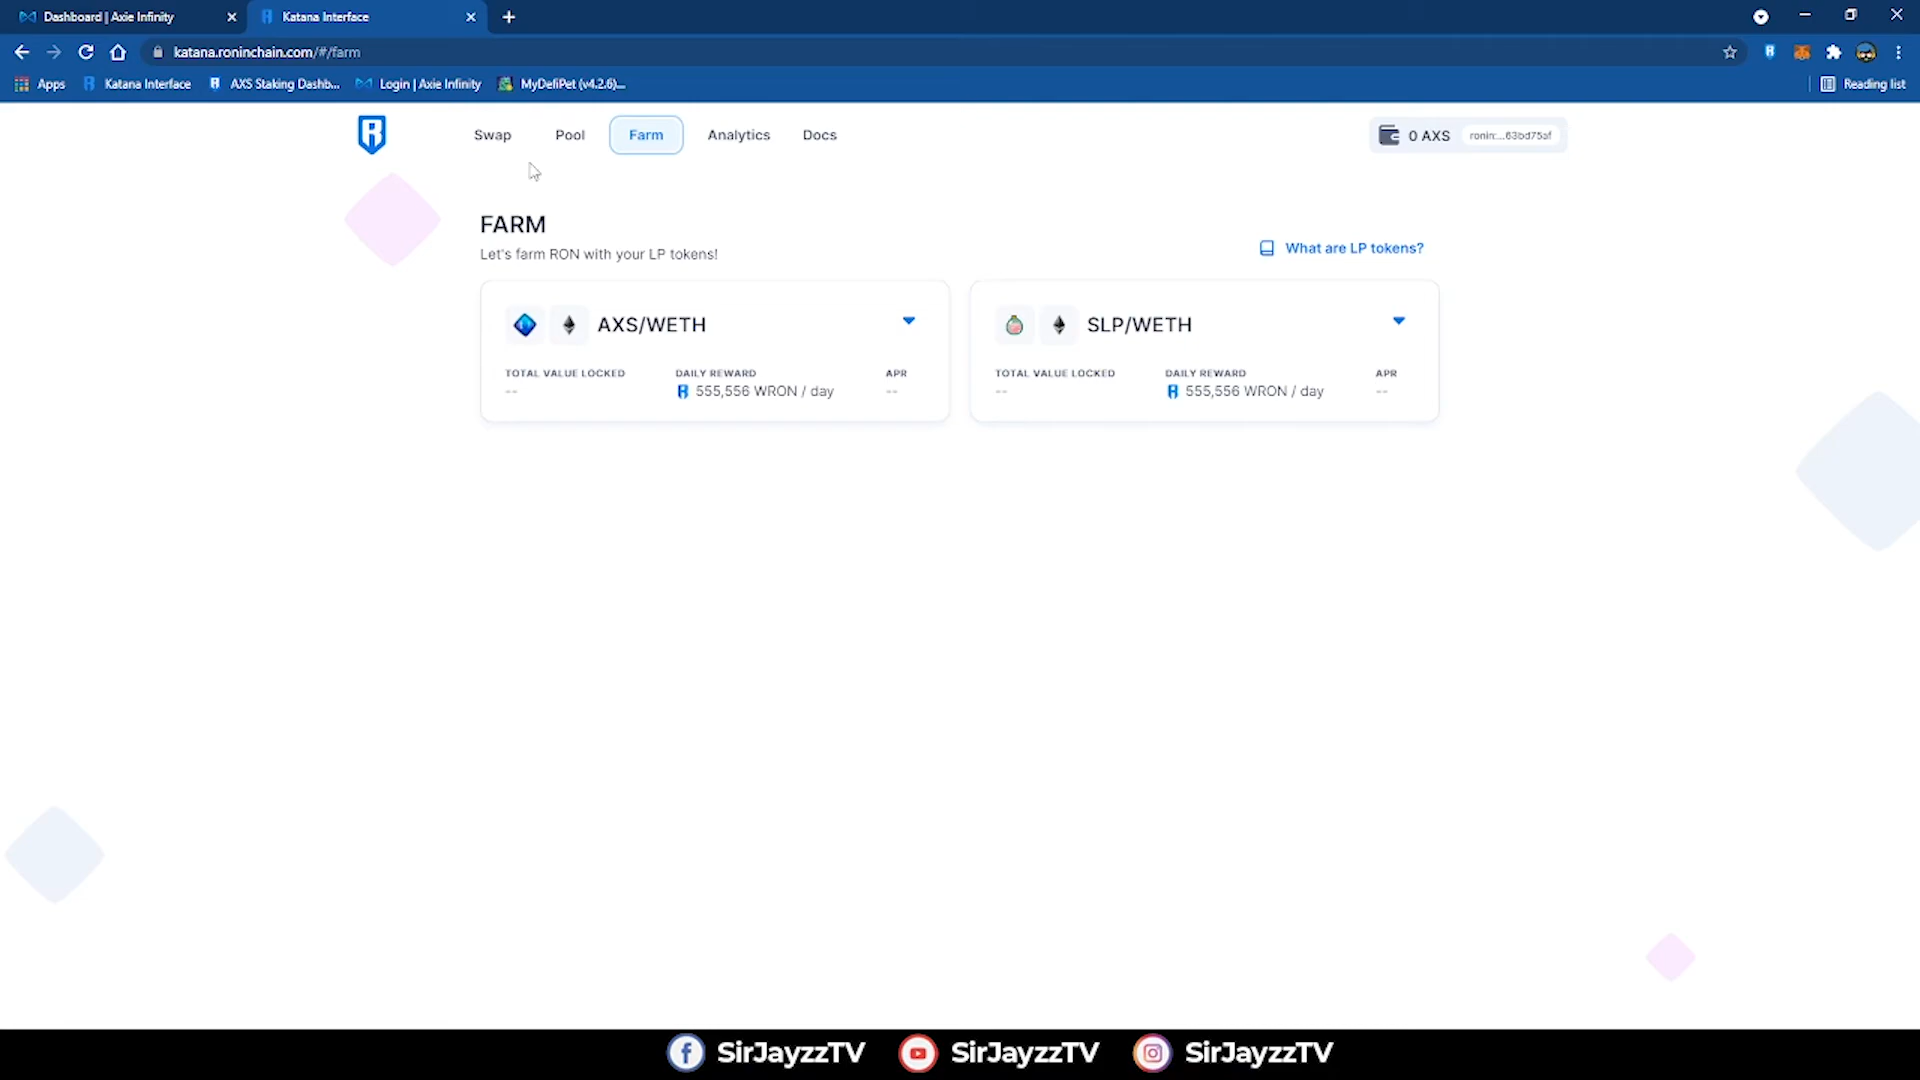 Dashboard | Axie Infinity
Katana Interface
katana.roninchain.com/#/farm
Apps
Katana Interface
AXS Staking Dashb...
Login | Axie Infinity
MyDefiPet (v4.2.6)...
Reading list
Swap
Pool
Farm
Analytics
Docs
0 AXS
ronin:...63bd75af
FARM
Let's farm RON with your LP tokens!
What are LP tokens?
AXS/WETH
TOTAL VALUE LOCKED
DAILY REWARD
APR
--
555,556 WRON / day
--
SLP/WETH
TOTAL VALUE LOCKED
DAILY REWARD
APR
--
555,556 WRON / day
--
SirJayzzTV
SirJayzzTV
SirJayzzTV